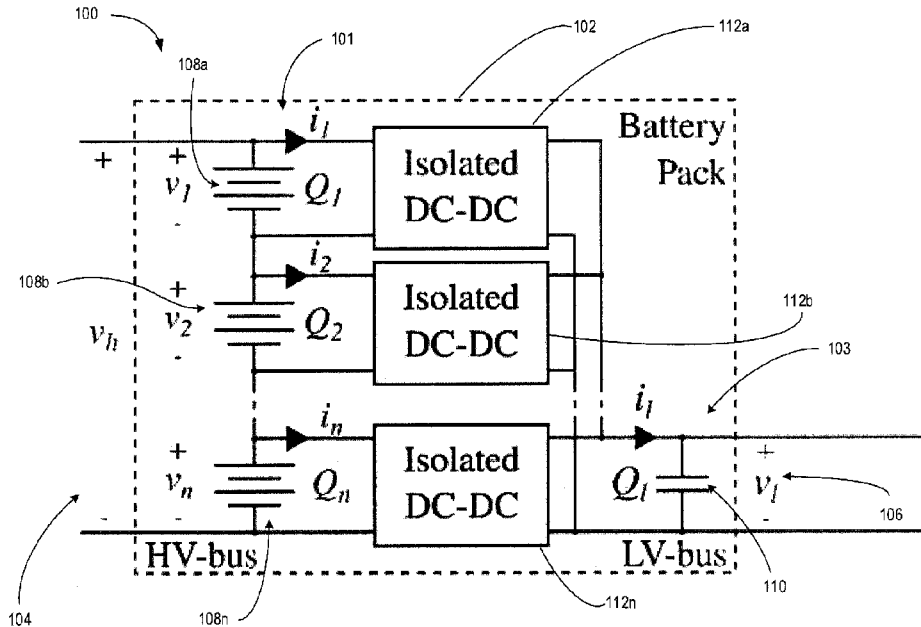 100
101
102
112a
108a
i1
Battery
Pack
+
+
v1
-
Q1
Isolated
DC-DC
108b
i2
+
v2
-
vh
Q2
Isolated
DC-DC
112b
103
in
il
+
vn
-
-
Qn
Isolated
DC-DC
Ql
+
vl
-
106
HV-bus
LV-bus
104
108n
112n
110